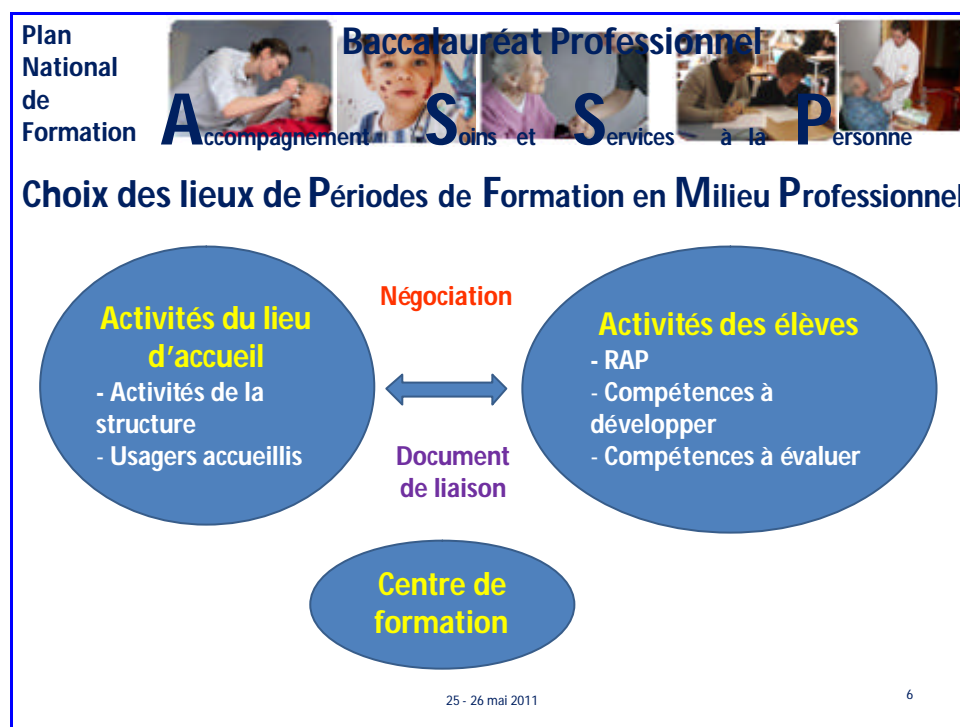 Plan
National
de
Formation
Baccalauréat Professionnel
Accompagnement Soins et Services à la Personne
Choix des lieux de Périodes de Formation en Milieu Professionnel
Activités du lieu
d'accueil
- Activités de la
structure
- Usagers accueillis
Négociation
Document
de liaison
Activités des élèves
- RAP
- Compétences à
développer
- Compétences à évaluer
Centre de
formation
25 - 26 mai 2011
6